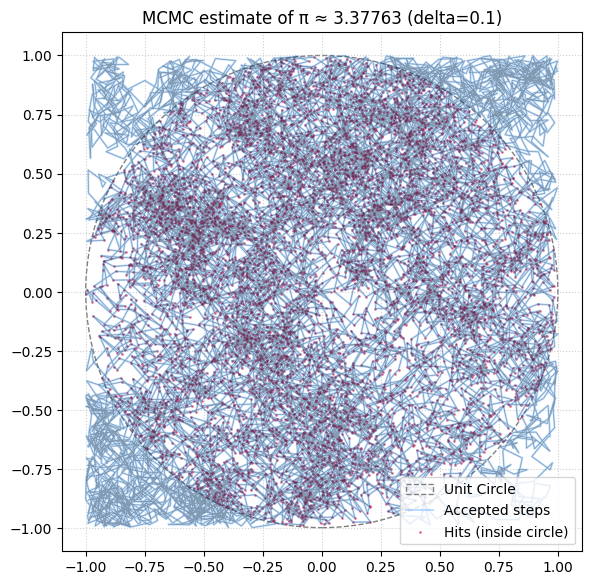 MCMC estimate of π ≈ 3.37763 (delta=0.1)
1.00
0.75
0.50
0.25
0.00
−0.25
−0.50
−0.75
−1.00
Unit Circle
Accepted steps
Hits (inside circle)
−1.00 −0.75 −0.50 −0.25 0.00 0.25 0.50 0.75 1.00